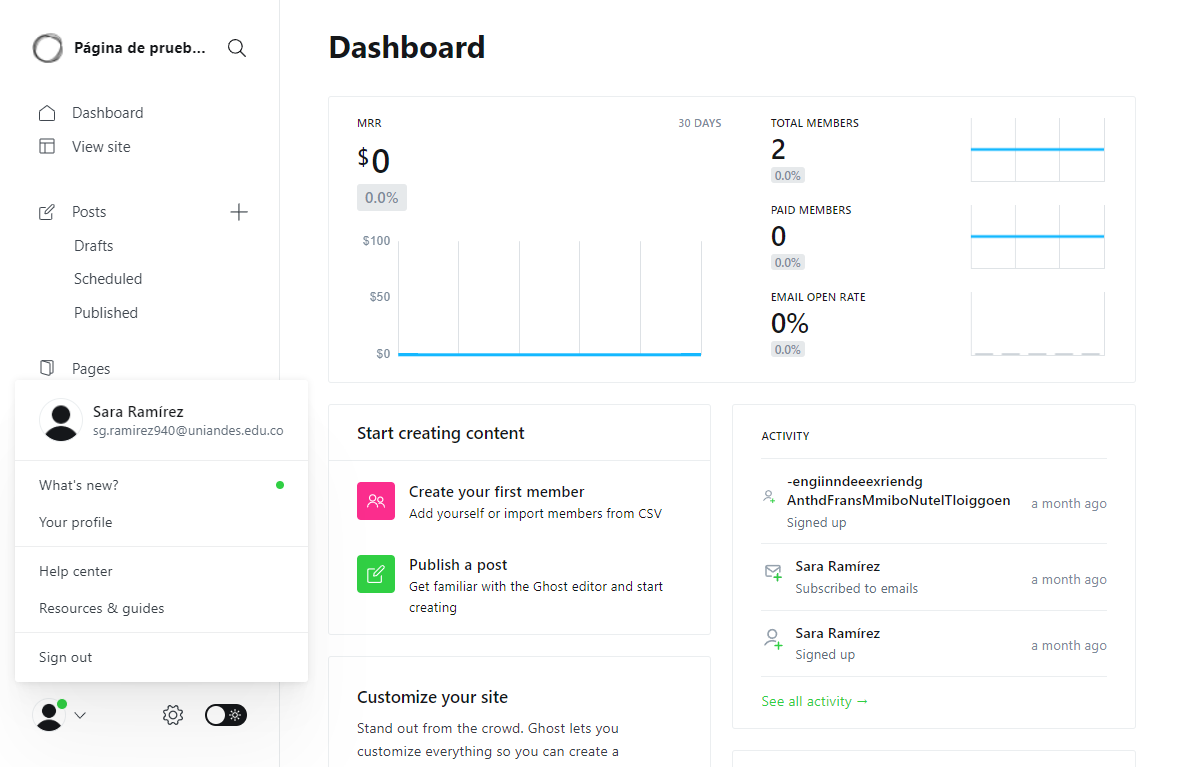 Página de prueb...
Dashboard
View site
Posts
Drafts
Scheduled
Published
Pages
Sara Ramírez
sg.ramirez940@uniandes.edu.co
What's new?
Your profile
Help center
Resources & guides
Sign out
Dashboard
MRR
30 DAYS
$0
0.0%
$100
$50
$0
TOTAL MEMBERS
2
0.0%
PAID MEMBERS
0
0.0%
EMAIL OPEN RATE
0%
0.0%
Start creating content
Create your first member
Add yourself or import members from CSV
Publish a post
Get familiar with the Ghost editor and start
creating
Customize your site
Stand out from the crowd. Ghost lets you
customize everything so you can create a
ACTIVITY
-engiinndeeexriendg
AnthdFransMmiboNutelTloiggoen
a month ago
Signed up
Sara Ramírez
Subscribed to emails
a month ago
Sara Ramírez
Signed up
a month ago
See all activity →